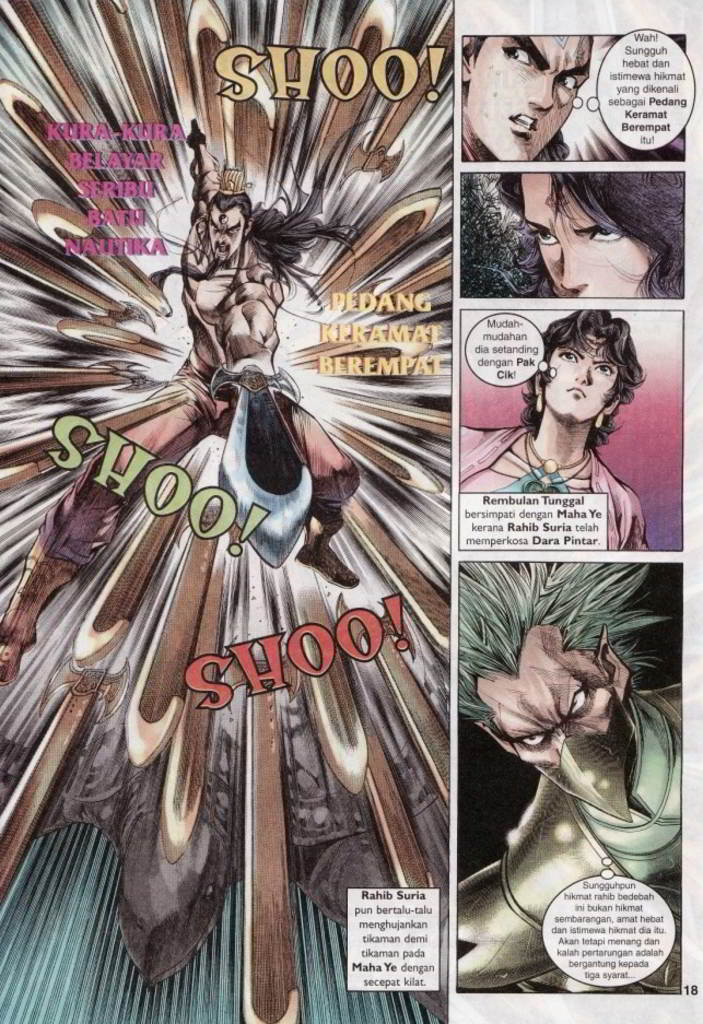 SHOO!
KURA-KURA
BELAYAR
SERIBU
BATU
NAUTIKA
PEDANG
KERAMAT
BEREMPAT
SHOO!
SHOO!
Rahib Suria
pun bertalu-talu
menghujankan
tikaman demi
tikaman pada
Maha Ye dengan
secepat kilat.
Wah!
Sungguh
hebat dan
istimewa hikmat
yang dikenali
sebagai Pedang
Keramat
Berempat
itu!
Mudah-
mudahan
dia setanding
dengan Pak
Cik!
Rembulan Tunggal
bersimpati dengan Maha Ye
kerana Rahib Suria telah
memperkosa Dara Pintar.
Sungguhpun
hikmat rahib bedebah
ini bukan hikmat
sembarangan, amat hebat
dan istimewa hikmat dia itu.
Akan tetapi menang dan
kalah pertarungan adalah
bergantung kepada
tiga syarat...
18